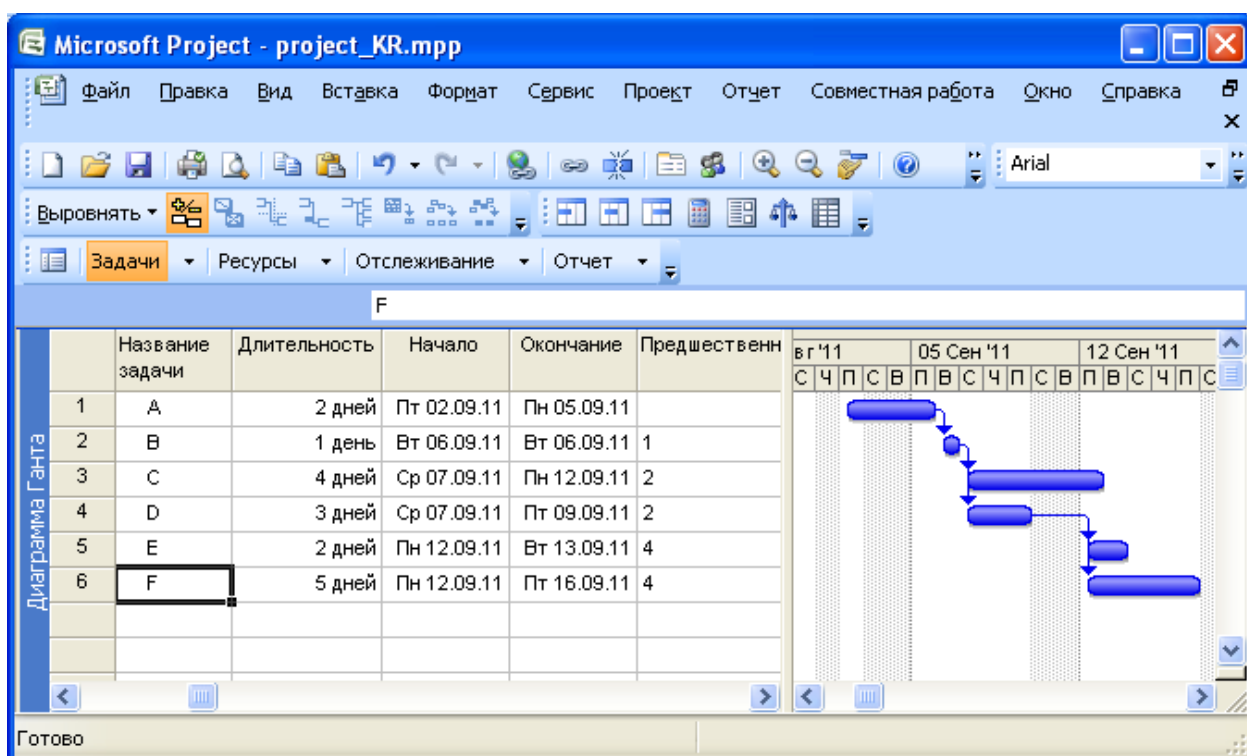 Microsoft Project - project_KR.mpp
Файл Правка Вид Вставка Формат Сервис Проект Отчет Совместная работа Окно Справка
Arial
Выровнять
Задачи Ресурсы Отслеживание Отчет
F
Название задачи Длительность Начало Окончание Предшественн
вг'11 05 Сен '11 12 Сен '11
С Ч П С В П В С Ч П С В П В С Ч П С
1 A 2 дней Пт 02.09.11 Пн 05.09.11
2 B 1 день Вт 06.09.11 Вт 06.09.11 1
3 C 4 дней Ср 07.09.11 Пн 12.09.11 2
4 D 3 дней Ср 07.09.11 Пт 09.09.11 2
5 E 2 дней Пн 12.09.11 Вт 13.09.11 4
6 F 5 дней Пн 12.09.11 Пт 16.09.11 4
Диаграмма Ганта
Готово